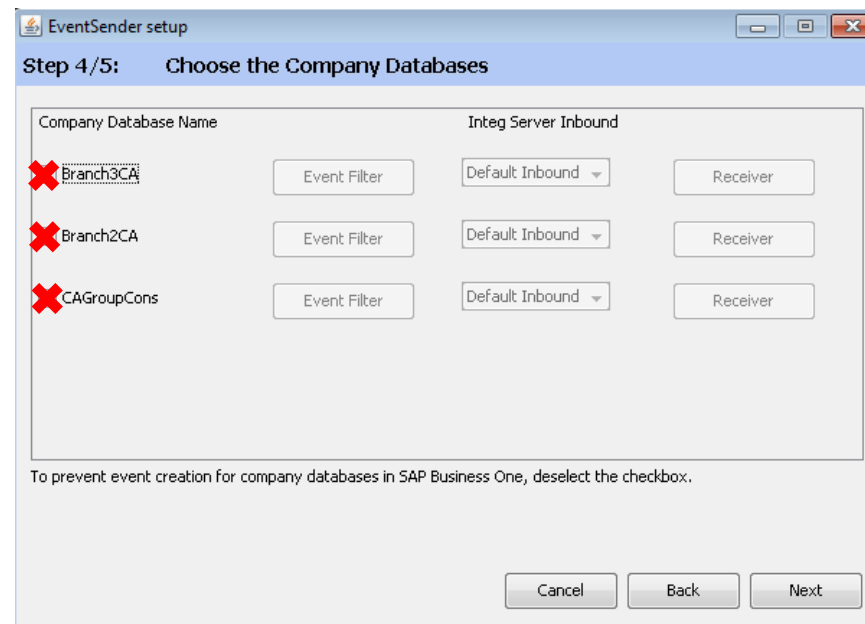 EventSender setup
Step 4/5: Choose the Company Databases
Company Database Name Integ Server Inbound
Branch3CA Event Filter Default Inbound Receiver
Branch2CA Event Filter Default Inbound Receiver
CAGroupCons Event Filter Default Inbound Receiver
To prevent event creation for company databases in SAP Business One, deselect the checkbox.
Cancel Back Next